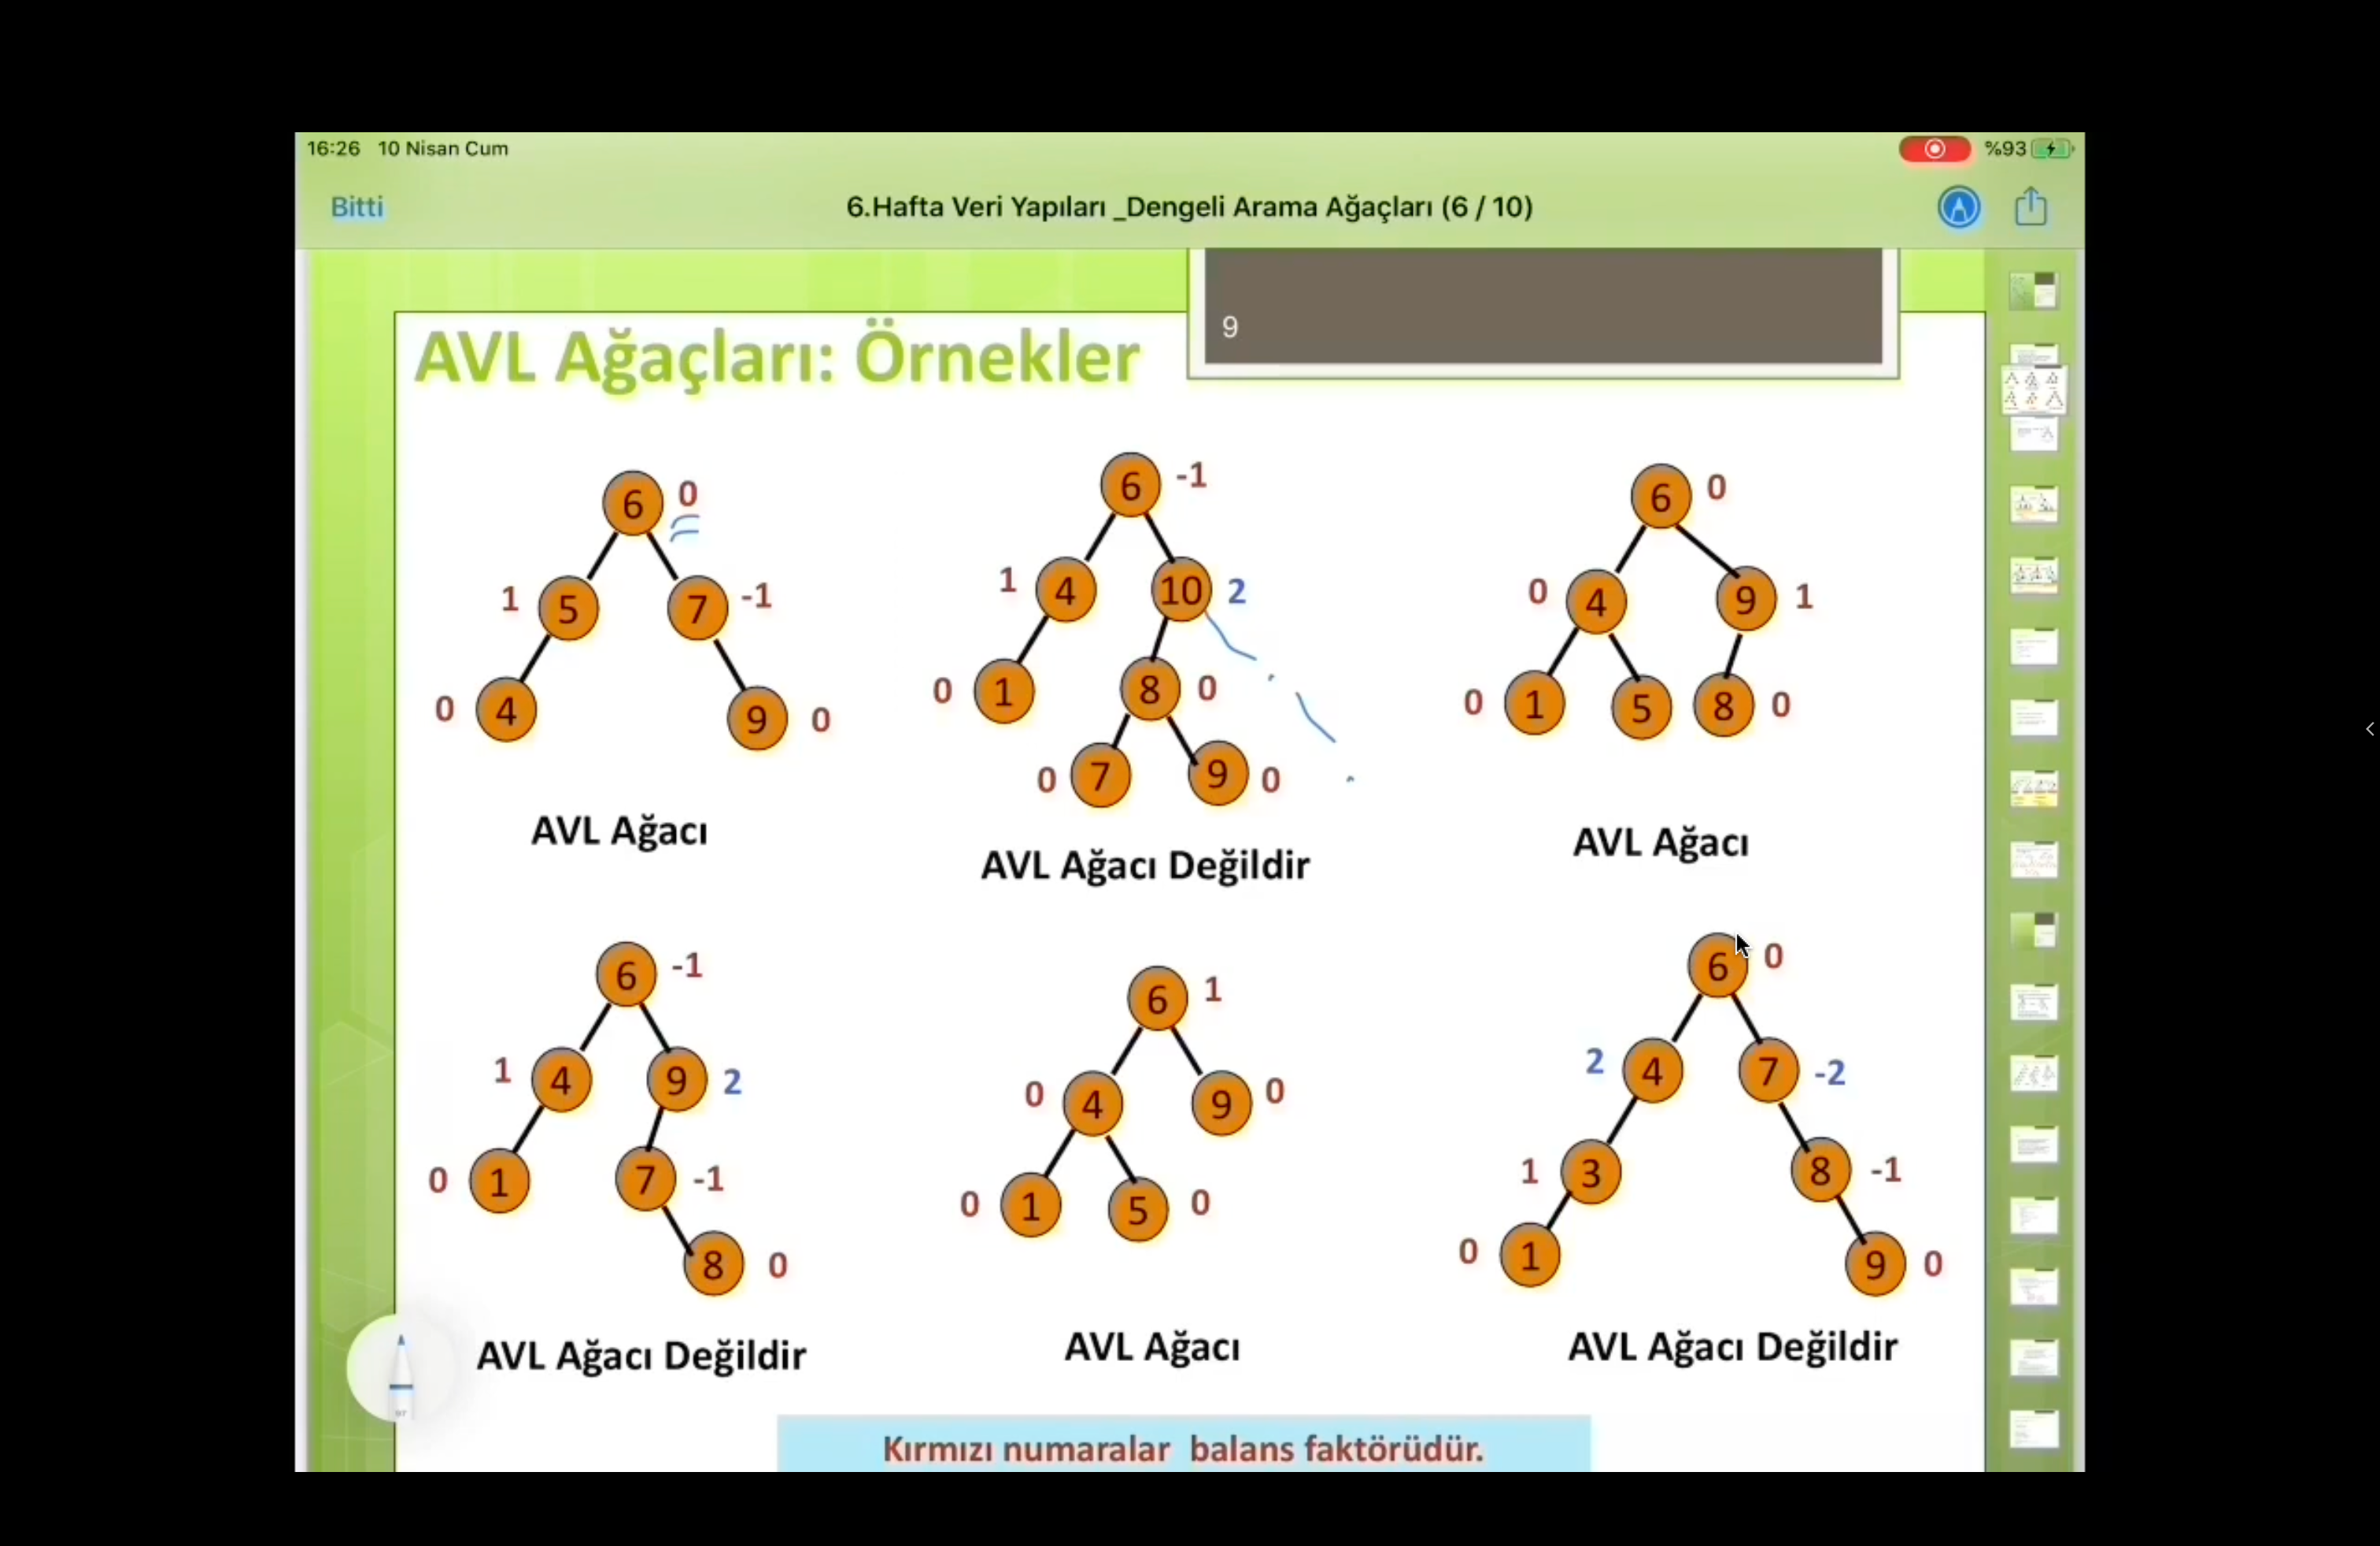 16:26 10 Nisan Cum
%93
Bitti
6.Hafta Veri Yapıları _Dengeli Arama Ağaçları (6 / 10)
9
AVL Ağaçları: Örnekler
6 0
1 5 7 -1
0 4 9 0
AVL Ağacı
6 -1
1 4 10 2
0 1 8 0
0 7 9 0
AVL Ağacı Değildir
6 0
0 4 9 1
0 1 5 8 0
AVL Ağacı
6 -1
1 4 9 2
0 1 7 -1
8 0
AVL Ağacı Değildir
6 1
0 4 9 0
0 1 5 0
AVL Ağacı
6 0
2 4 7 -2
1 3 8 -1
0 1 9 0
AVL Ağacı Değildir
Kırmızı numaralar balans faktörüdür.
97